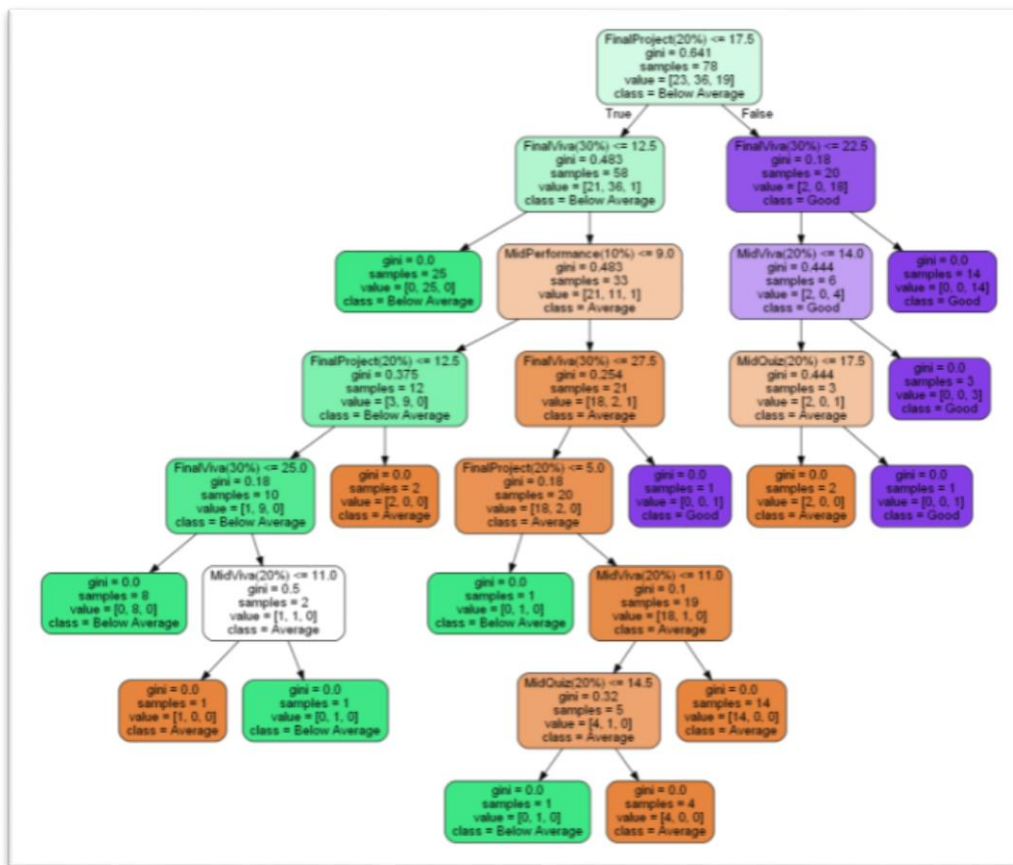 FinalProject(20%) <= 17.5
gini = 0.641
samples = 78
value = [23, 36, 19]
class = Below Average
True
False
FinalViva(30%) <= 12.5
gini = 0.483
samples = 58
value = [21, 36, 1]
class = Below Average
FinalViva(30%) <= 22.5
gini = 0.18
samples = 20
value = [2, 0, 18]
class = Good
gini = 0.0
samples = 25
value = [0, 25, 0]
class = Below Average
MidPerformance(10%) <= 9.0
gini = 0.483
samples = 33
value = [21, 11, 1]
class = Average
MidViva(20%) <= 14.0
gini = 0.444
samples = 6
value = [2, 0, 4]
class = Good
gini = 0.0
samples = 14
value = [0, 0, 14]
class = Good
FinalProject(20%) <= 12.5
gini = 0.375
samples = 12
value = [3, 9, 0]
class = Below Average
FinalViva(30%) <= 27.5
gini = 0.254
samples = 21
value = [18, 2, 1]
class = Average
MidQuiz(20%) <= 17.5
gini = 0.444
samples = 3
value = [2, 0, 1]
class = Average
gini = 0.0
samples = 3
value = [0, 0, 3]
class = Good
FinalViva(30%) <= 25.0
gini = 0.18
samples = 10
value = [1, 9, 0]
class = Below Average
gini = 0.0
samples = 2
value = [2, 0, 0]
class = Average
FinalProject(20%) <= 5.0
gini = 0.18
samples = 20
value = [18, 2, 0]
class = Average
gini = 0.0
samples = 1
value = [0, 0, 1]
class = Good
gini = 0.0
samples = 2
value = [2, 0, 0]
class = Average
gini = 0.0
samples = 1
value = [0, 0, 1]
class = Good
gini = 0.0
samples = 8
value = [0, 8, 0]
class = Below Average
MidViva(20%) <= 11.0
gini = 0.5
samples = 2
value = [1, 1, 0]
class = Average
gini = 0.0
samples = 1
value = [0, 1, 0]
class = Below Average
MidViva(20%) <= 11.0
gini = 0.1
samples = 19
value = [18, 1, 0]
class = Average
gini = 0.0
samples = 1
value = [1, 0, 0]
class = Average
gini = 0.0
samples = 1
value = [0, 1, 0]
class = Below Average
MidQuiz(20%) <= 14.5
gini = 0.32
samples = 5
value = [4, 1, 0]
class = Average
gini = 0.0
samples = 14
value = [14, 0, 0]
class = Average
gini = 0.0
samples = 1
value = [0, 1, 0]
class = Below Average
gini = 0.0
samples = 4
value = [4, 0, 0]
class = Average